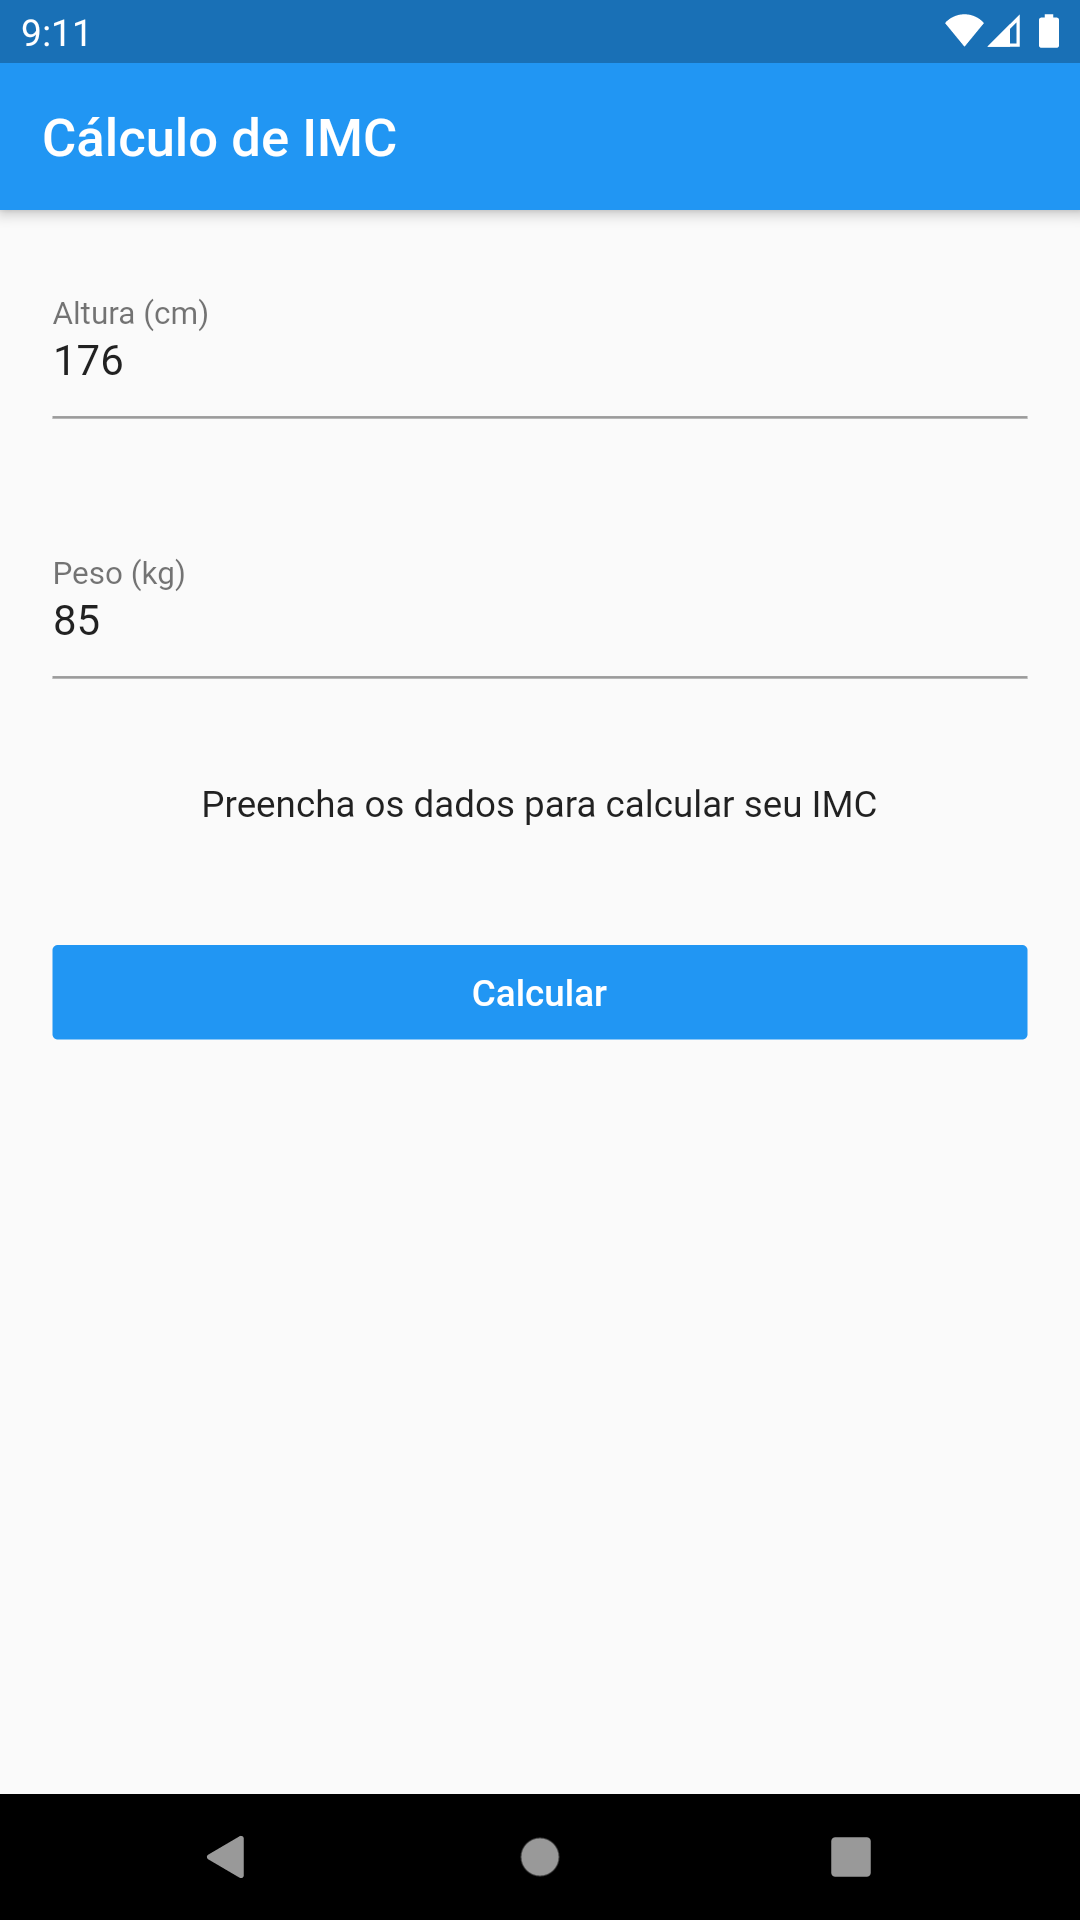 9:11
Cálculo de IMC
Altura (cm)
176
Peso (kg)
85
Preencha os dados para calcular seu IMC
Calcular